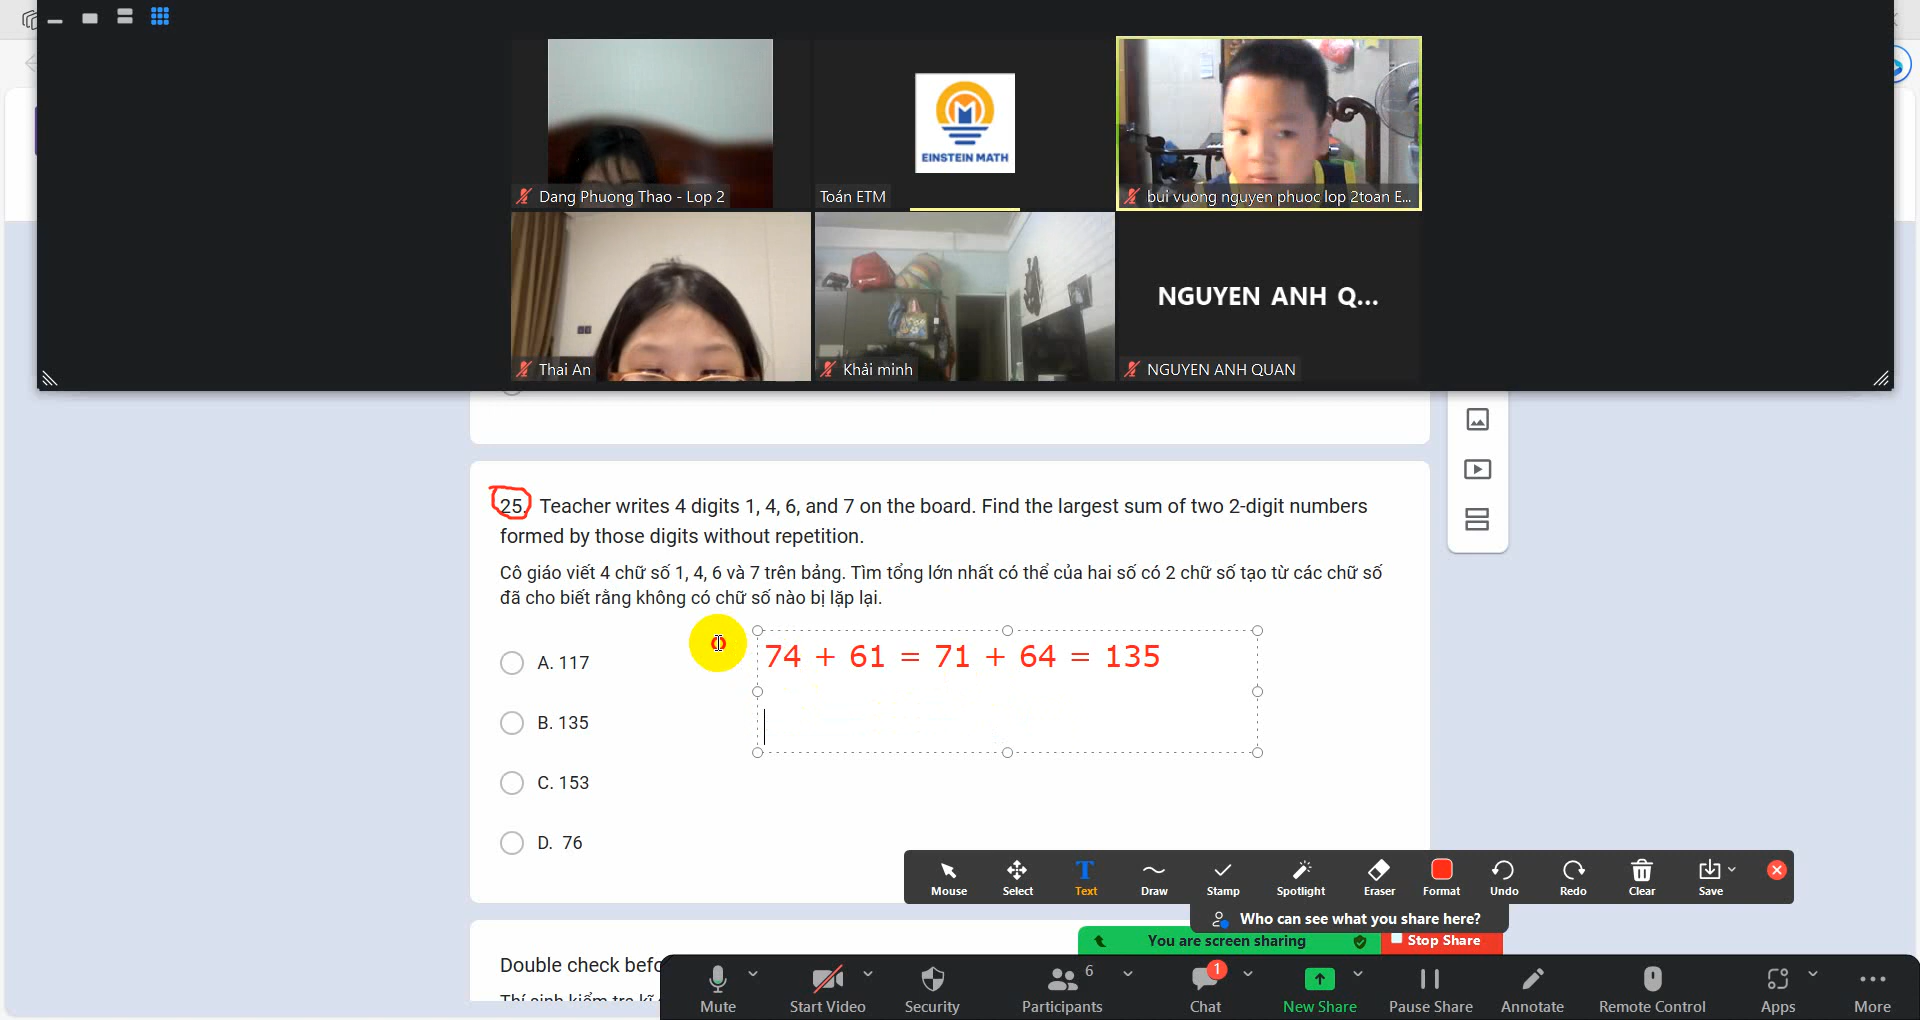 EINSTEIN MATH
Dang Phuong Thao - Lop 2
Toán ETM
bui vuong nguyen phuoc lop 2toan E...
NGUYEN ANH Q...
Thai An
Khải minh
NGUYEN ANH QUAN
25. Teacher writes 4 digits 1, 4, 6, and 7 on the board. Find the largest sum of two 2-digit numbers
formed by those digits without repetition.
Cô giáo viết 4 chữ số 1, 4, 6 và 7 trên bảng. Tìm tổng lớn nhất có thể của hai số có 2 chữ số tạo từ các chữ số
đã cho biết rằng không có chữ số nào bị lặp lại.
74 + 61 = 71 + 64 = 135
A. 117
B. 135
C. 153
D. 76
Mouse
Select
Text
Draw
Stamp
Spotlight
Eraser
Format
Undo
Redo
Clear
Save
Who can see what you share here?
You are screen sharing
Stop Share
Double check befo
Thí sinh kiểm tra kĩ
Mute
Start Video
Security
6
Participants
1
Chat
New Share
Pause Share
Annotate
Remote Control
Apps
More